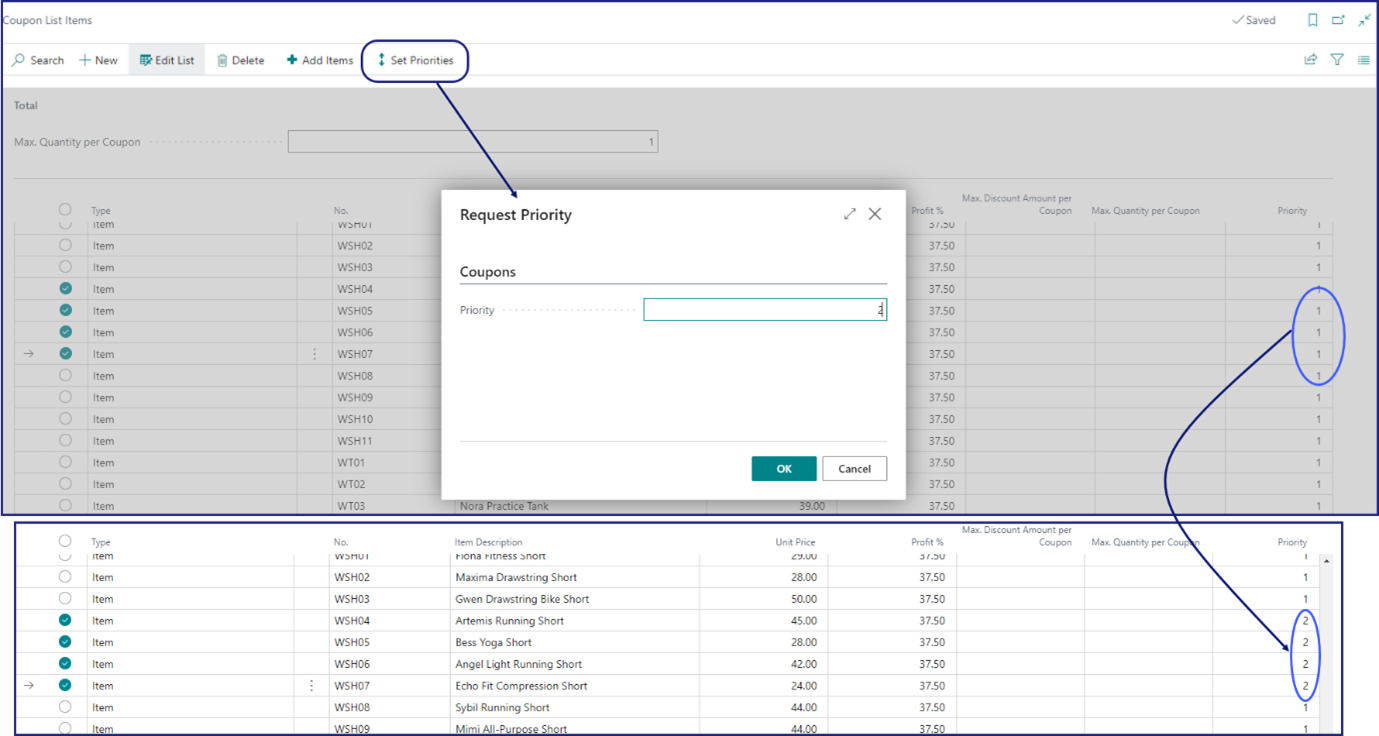 Coupon List Items Saved
Search New Edit List Delete Add Items Set Priorities
Total
Max. Quantity per Coupon 1
Request Priority
Coupons
Priority 2
OK Cancel
Type No. Profit % Max. Discount Amount per Coupon Max. Quantity per Coupon Priority
Item WSH01 37.50 1
Item WSH02 37.50 1
Item WSH03 37.50 1
Item WSH04 37.50 1
Item WSH05 37.50 1
Item WSH06 37.50 1
Item WSH07 37.50 1
Item WSH08 37.50 1
Item WSH09 37.50 1
Item WSH10 37.50 1
Item WSH11 37.50 1
Item WT01 37.50 1
Item WT02 37.50 1
Item WT03 Nora Practice Tank 39.00 37.50 1
Type No. Item Description Unit Price Profit % Max. Discount Amount per Coupon Max. Quantity per Coupon Priority
Item WSH01 Fiona Fitness Short 29.00 37.50 1
Item WSH02 Maxima Drawstring Short 28.00 37.50 1
Item WSH03 Gwen Drawstring Bike Short 50.00 37.50 1
Item WSH04 Artemis Running Short 45.00 37.50 2
Item WSH05 Bess Yoga Short 28.00 37.50 2
Item WSH06 Angel Light Running Short 42.00 37.50 2
Item WSH07 Echo Fit Compression Short 24.00 37.50 2
Item WSH08 Sybil Running Short 44.00 37.50 1
Item WSH09 Mimi All-Purpose Short 44.00 37.50 1